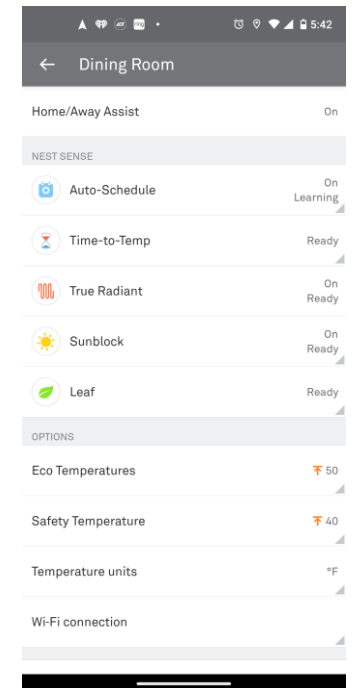 5:42
Dining Room
Home/Away Assist On
NEST SENSE
Auto-Schedule On
Learning
Time-to-Temp Ready
True Radiant On
Ready
Sunblock On
Ready
Leaf Ready
OPTIONS
Eco Temperatures 50
Safety Temperature 40
Temperature units °F
Wi-Fi connection